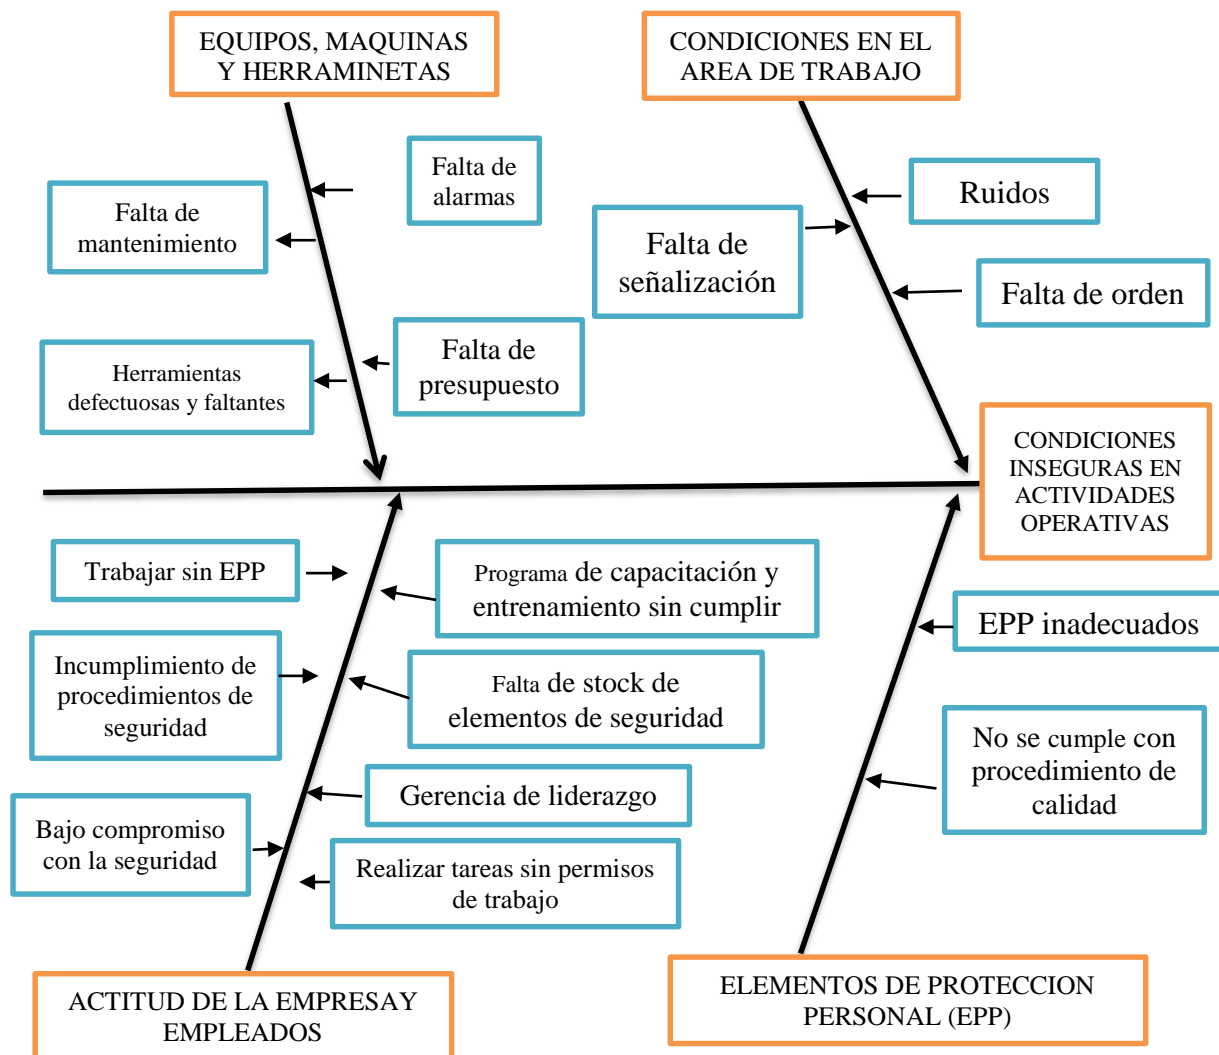 EQUIPOS, MAQUINAS
Y HERRAMINETAS
CONDICIONES EN EL
AREA DE TRABAJO
Falta de
alarmas
Falta de
mantenimiento
Ruidos
Falta de
señalización
Falta de orden
Falta de
presupuesto
Herramientas
defectuosas y faltantes
CONDICIONES
INSEGURAS EN
ACTIVIDADES
OPERATIVAS
Trabajar sin EPP
Programa de capacitación y
entrenamiento sin cumplir
EPP inadecuados
Incumplimiento de
procedimientos de
seguridad
Falta de stock de
elementos de seguridad
No se cumple con
procedimiento de
calidad
Gerencia de liderazgo
Bajo compromiso
con la seguridad
Realizar tareas sin permisos
de trabajo
ACTITUD DE LA EMPRESAY
EMPLEADOS
ELEMENTOS DE PROTECCION
PERSONAL (EPP)